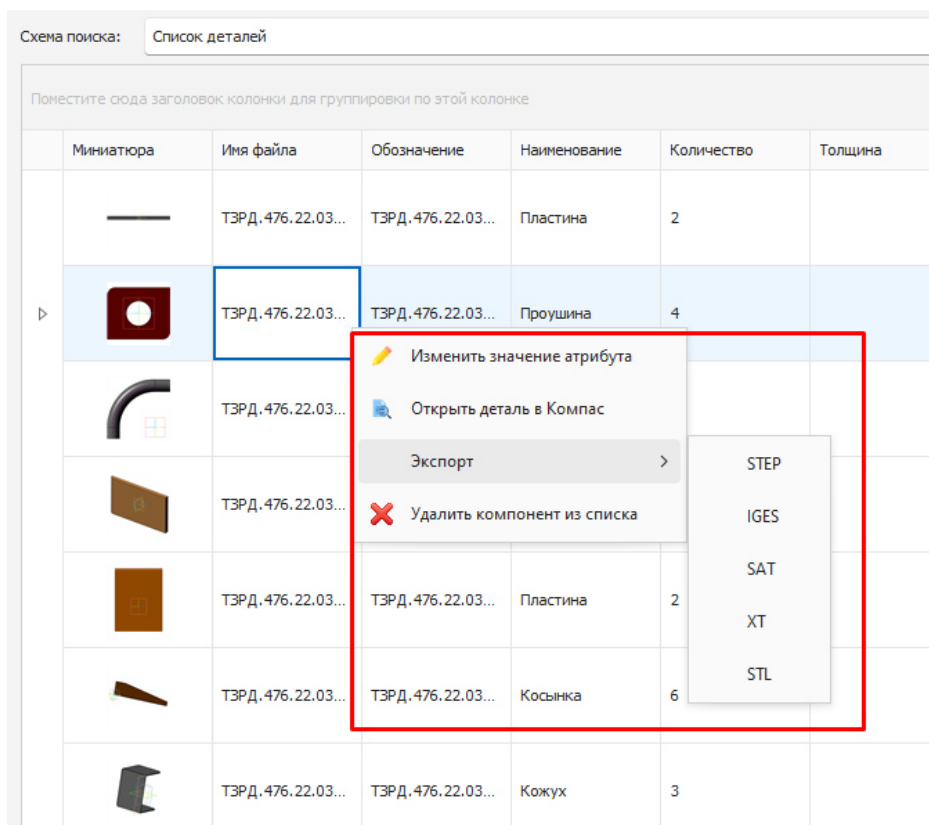 Схема поиска: Список деталей
Поместите сюда заголовок колонки для группировки по этой колонке
Миниатюра Имя файла Обозначение Наименование Количество Толщина
ТЗРД.476.22.03... ТЗРД.476.22.03... Пластина 2
ТЗРД.476.22.03... ТЗРД.476.22.03... Проушина 4
Изменить значение атрибута
ТЗРД.476.22.03... Открыть деталь в Компас
Экспорт STEP
ТЗРД.476.22.03... Удалить компонент из списка IGES
SAT
ТЗРД.476.22.03... ТЗРД.476.22.03... Пластина 2
XT
STL
ТЗРД.476.22.03... ТЗРД.476.22.03... Косынка 6
ТЗРД.476.22.03... ТЗРД.476.22.03... Кожух 3